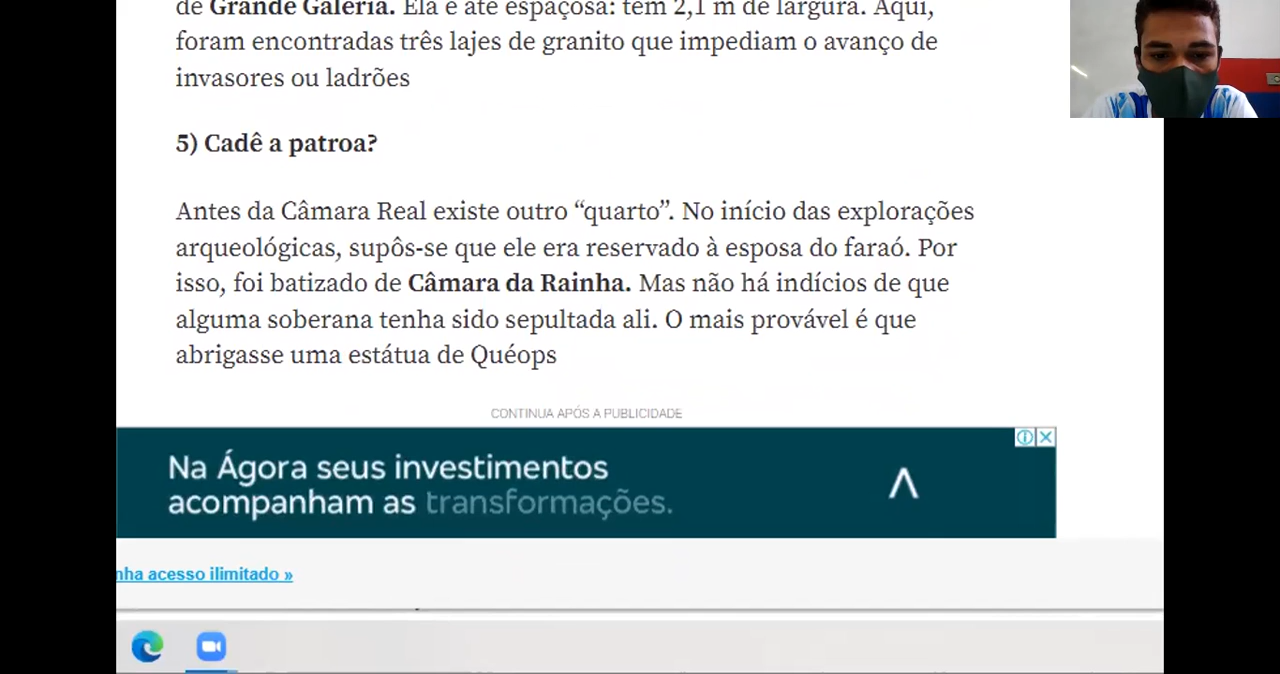 de Grande Galeria. Ela é até espaçosa: tem 2,1 m de largura. Aqui,
foram encontradas três lajes de granito que impediam o avanço de
invasores ou ladrões
5) Cadê a patroa?
Antes da Câmara Real existe outro “quarto”. No início das explorações
arqueológicas, supôs-se que ele era reservado à esposa do faraó. Por
isso, foi batizado de Câmara da Rainha. Mas não há indícios de que
alguma soberana tenha sido sepultada ali. O mais provável é que
abrigasse uma estátua de Quéops
CONTINUA APÓS A PUBLICIDADE
Na Ágora seus investimentos
acompanham as transformações.
nha acesso ilimitado »